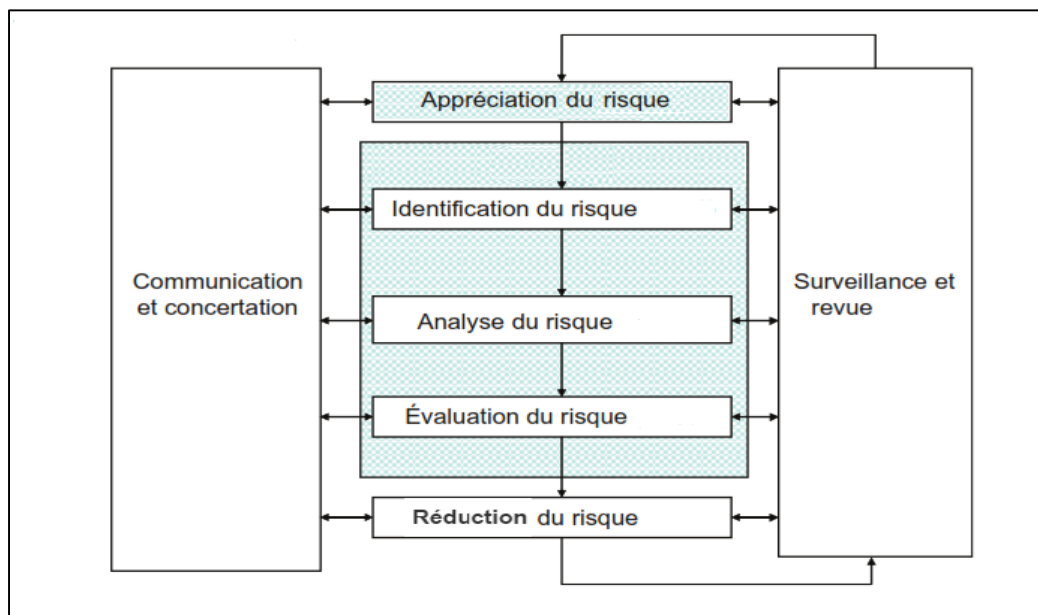 Appréciation du risque
Identification du risque
Communication
et concertation
Surveillance et
revue
Analyse du risque
Évaluation du risque
Réduction du risque